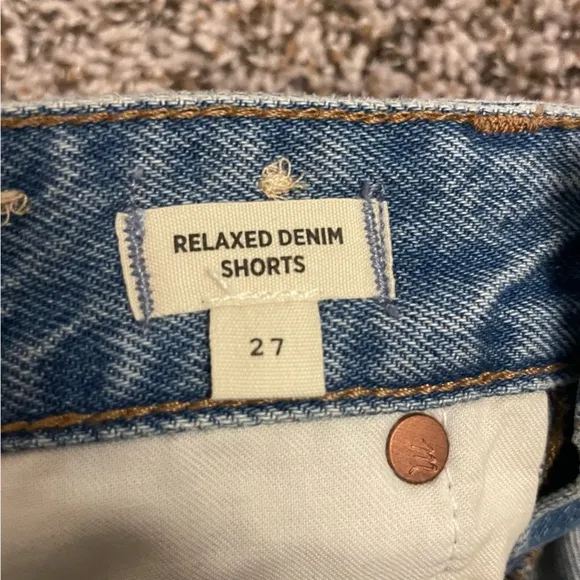 RELAXED DENIM
SHORTS
27
m